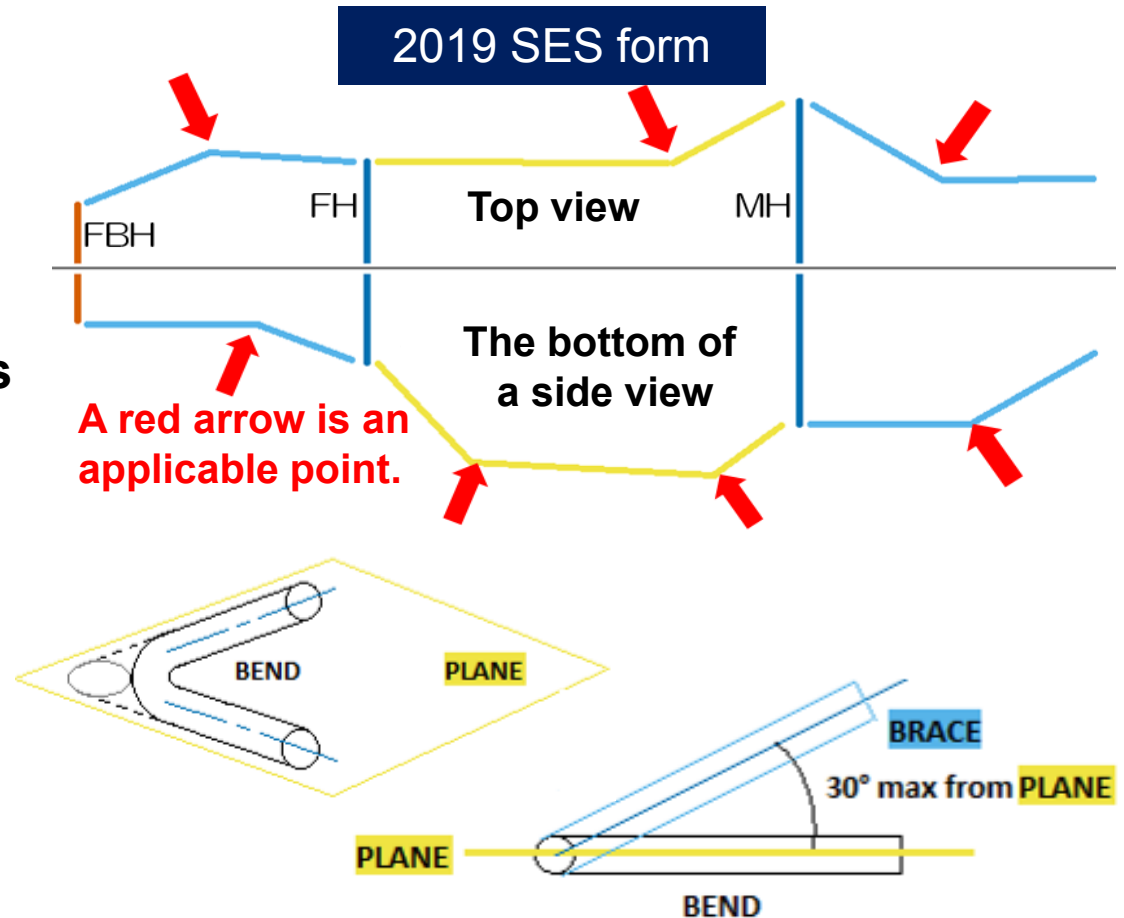 2019 SES form
FH
Top view
MH
FBH
The bottom of
a side view
s
A red arrow is an
applicable point.
BEND
PLANE
BRACE
30° max from PLANE
PLANE
BEND